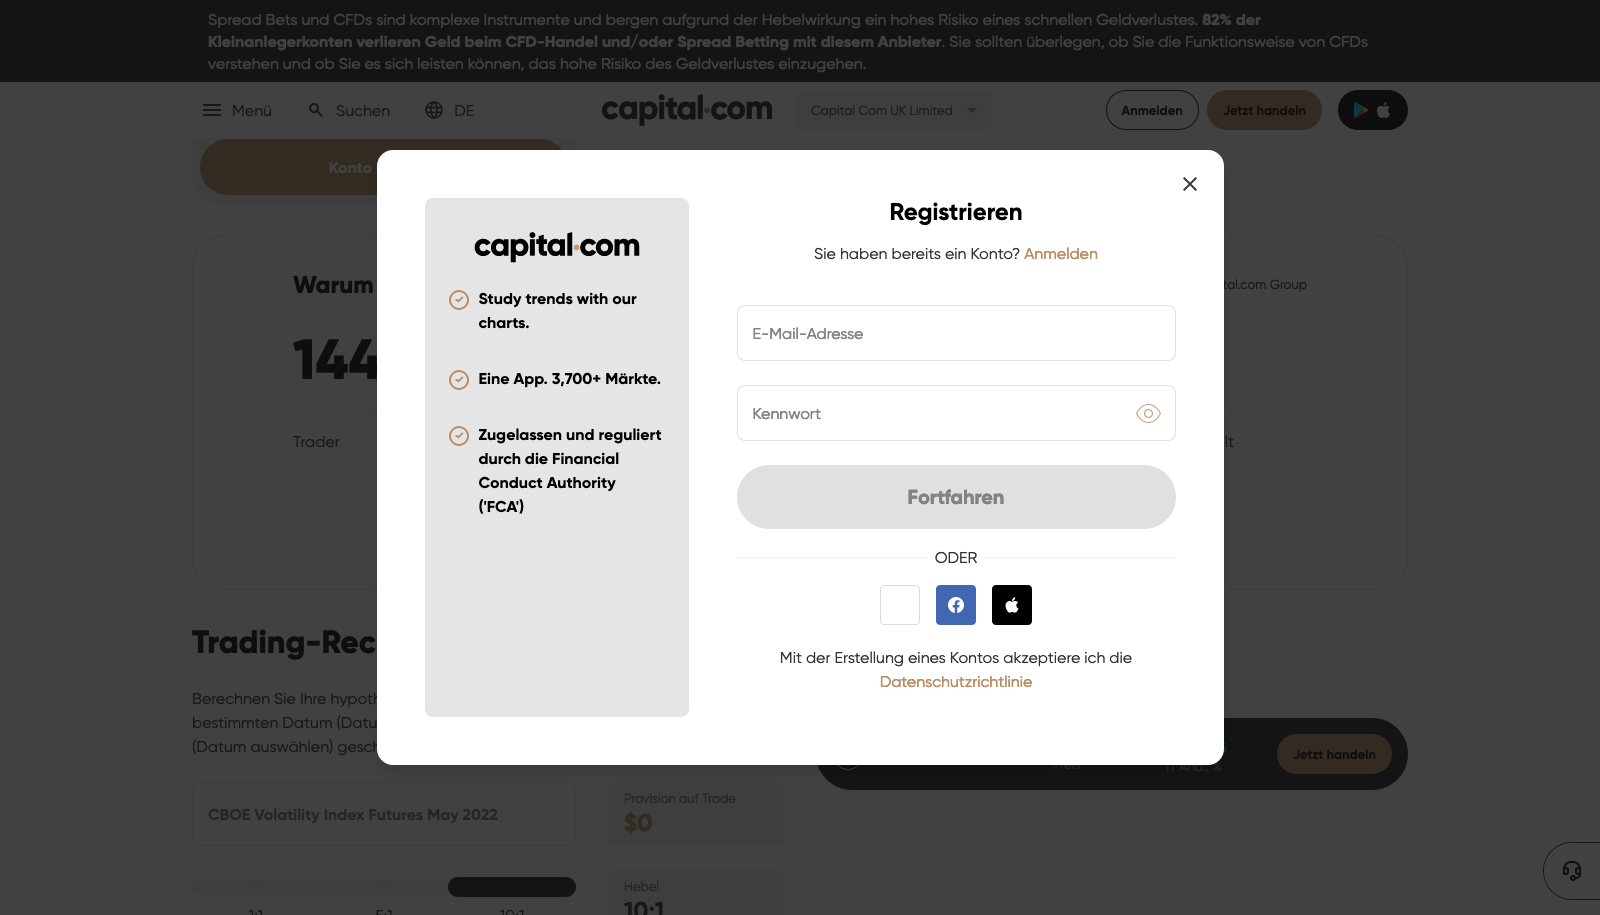 Spread Bets und CFDs sind komplexe Instrumente und bergen aufgrund der Hebelwirkung ein hohes Risiko eines schnellen Geldverlustes. 82% der
Kleinanlegerkonten verlieren Geld beim CFD-Handel und/oder Spread Betting mit diesem Anbieter. Sie sollten überlegen, ob Sie die Funktionsweise von CFDs
verstehen und ob Sie es sich leisten können, das hohe Risiko des Geldverlustes einzugehen.
Menü Suchen DE capital.com Capital Com UK Limited Anmelden Jetzt handeln
Konto
Registrieren
Sie haben bereits ein Konto? Anmelden
capital.com
Study trends with our
charts.
Eine App. 3,700+ Märkte.
Zugelassen und reguliert
durch die Financial
Conduct Authority
('FCA')
E-Mail-Adresse
Kennwort
Fortfahren
ODER
Mit der Erstellung eines Kontos akzeptiere ich die
Datenschutzrichtlinie
Warum
tal.com Group
144
Trader
lt
Trading-Rec
Berechnen Sie Ihre hypoth
bestimmten Datum (Datu
(Datum auswählen) gesch
Jetzt handeln
CBOE Volatility Index Futures May 2022
Provision auf Trade
$0
Hebel
10:1
1:1 5:1 10:1